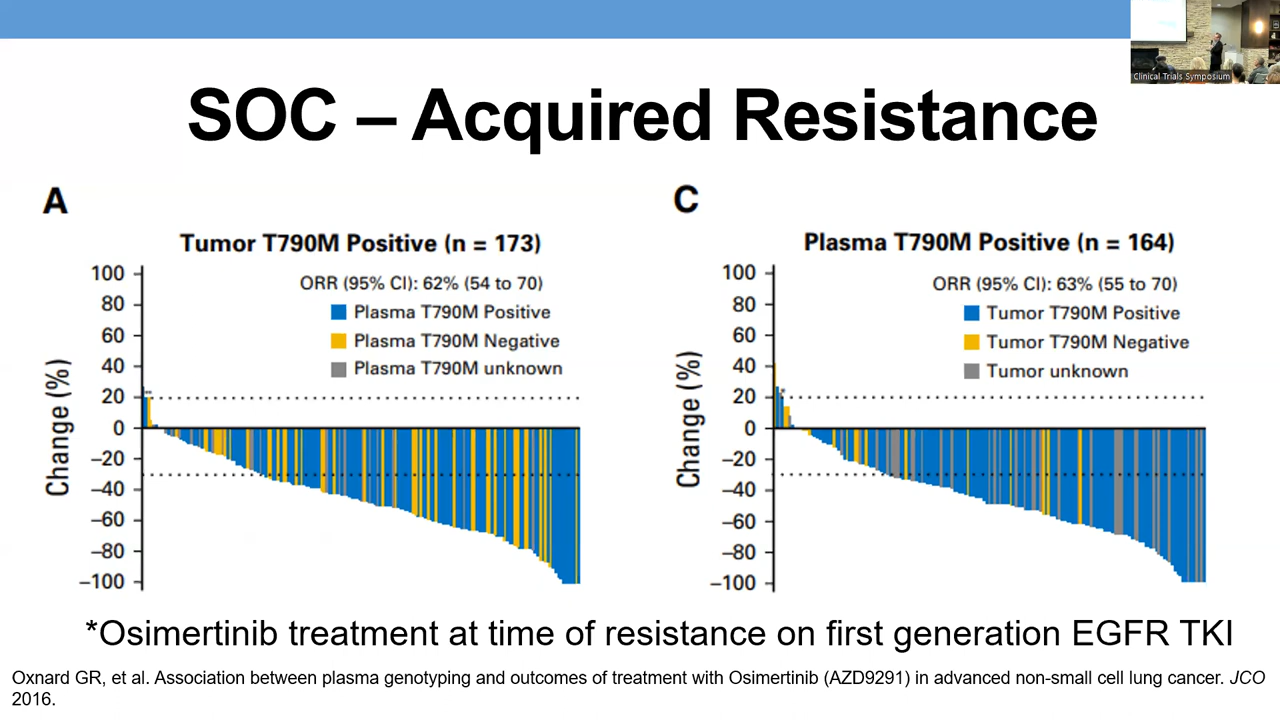 Clinical Trials Symposium
SOC – Acquired Resistance
A
Tumor T790M Positive (n = 173)
ORR (95% CI): 62% (54 to 70)
Plasma T790M Positive
Plasma T790M Negative
Plasma T790M unknown
Change (%)
100
80
60
40
20
0
–20
–40
–60
–80
–100
**
C
Plasma T790M Positive (n = 164)
ORR (95% CI): 63% (55 to 70)
Tumor T790M Positive
Tumor T790M Negative
Tumor unknown
Change (%)
100
80
60
40
20
0
–20
–40
–60
–80
–100
*
*Osimertinib treatment at time of resistance on first generation EGFR TKI
Oxnard GR, et al. Association between plasma genotyping and outcomes of treatment with Osimertinib (AZD9291) in advanced non-small cell lung cancer. JCO
2016.